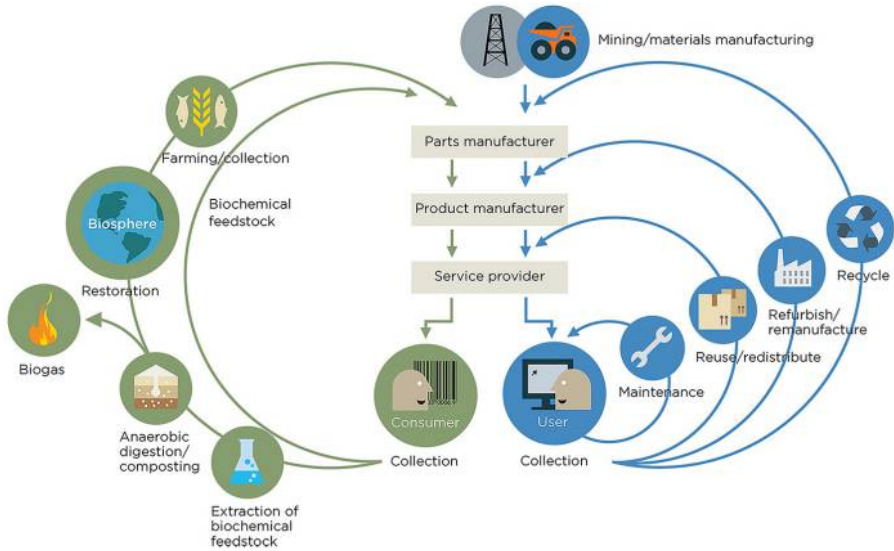 Mining/materials manufacturing
Farming/collection
Parts manufacturer
Biochemical
feedstock
Product manufacturer
Biosphere
Restoration
Service provider
Recycle
Refurbish/
remanufacture
Reuse/redistribute
Biogas
Maintenance
Consumer
User
Anaerobic
digestion/
composting
Collection
Collection
Extraction of
biochemical
feedstock